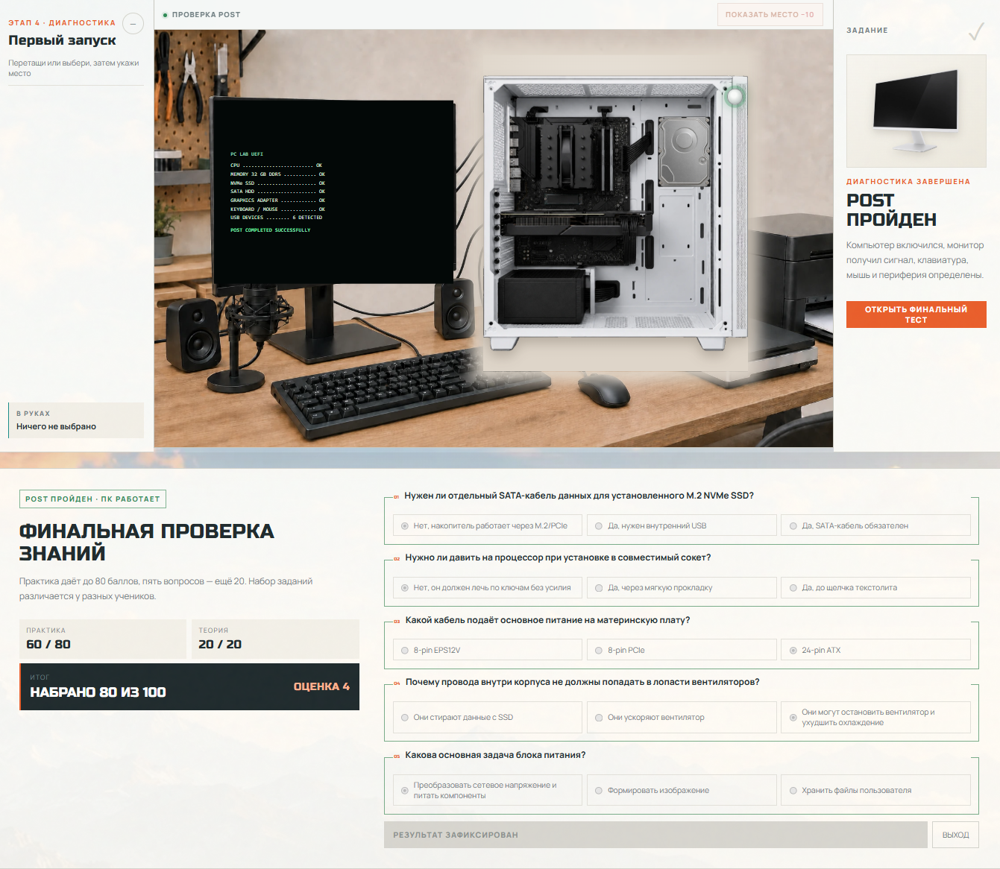 ЭТАП 4 · ДИАГНОСТИКА
Первый запуск
Перетащи или выбери, затем укажи
место
В РУКАХ
Ничего не выбрано
ПРОВЕРКА POST
ПОКАЗАТЬ МЕСТО −10
PC LAB UEFI
CPU ........................ OK
MEMORY 32 GB DDR5 ........... OK
NVMe SSD .................... OK
SATA HDD .................... OK
GRAPHICS ADAPTER ............ OK
KEYBOARD / MOUSE ............ OK
USB DEVICES ........ 6 DETECTED
POST COMPLETED SUCCESSFULLY
ЗАДАНИЕ
ДИАГНОСТИКА ЗАВЕРШЕНА
POST
ПРОЙДЕН
Компьютер включился, монитор
получил сигнал, клавиатура,
мышь и периферия определены.
ОТКРЫТЬ ФИНАЛЬНЫЙ
ТЕСТ
POST ПРОЙДЕН · ПК РАБОТАЕТ
ФИНАЛЬНАЯ ПРОВЕРКА
ЗНАНИЙ
Практика даёт до 80 баллов, пять вопросов — ещё 20. Набор заданий
различается у разных учеников.
ПРАКТИКА
60 / 80
ТЕОРИЯ
20 / 20
ИТОГ
НАБРАНО 80 ИЗ 100
ОЦЕНКА 4
01 Нужен ли отдельный SATA-кабель данных для установленного M.2 NVMe SSD?
Нет, накопитель работает через M.2/PCIe
Да, нужен внутренний USB
Да, SATA-кабель обязателен
02 Нужно ли давить на процессор при установке в совместимый сокет?
Нет, он должен лечь по ключам без усилия
Да, через мягкую прокладку
Да, до щелчка текстолита
03 Какой кабель подаёт основное питание на материнскую плату?
8-pin EPS12V
8-pin PCIe
24-pin ATX
04 Почему провода внутри корпуса не должны попадать в лопасти вентиляторов?
Они стирают данные с SSD
Они ускоряют вентилятор
Они могут остановить вентилятор и
ухудшить охлаждение
05 Какова основная задача блока питания?
Преобразовать сетевое напряжение и
питать компоненты
Формировать изображение
Хранить файлы пользователя
РЕЗУЛЬТАТ ЗАФИКСИРОВАН
ВЫХОД